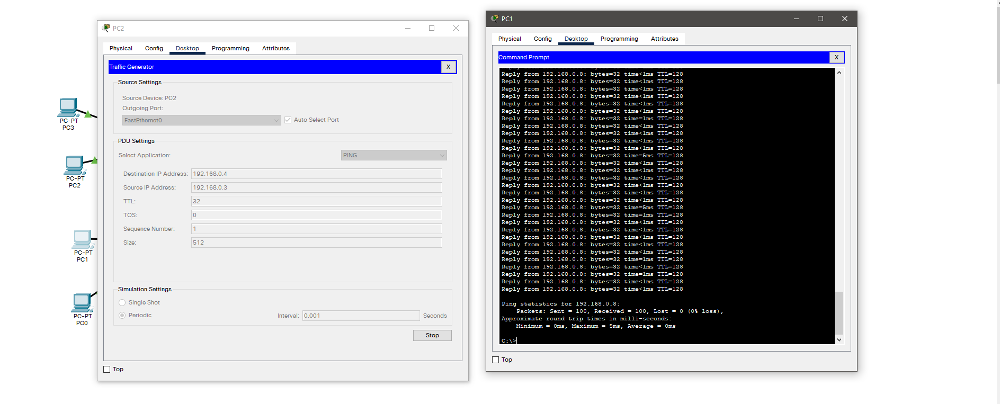 PC-PT
PC3
PC-PT
PC2
PC-PT
PC1
PC-PT
PC0
PC2
Physical Config Desktop Programming Attributes
Traffic Generator X
Source Settings
Source Device: PC2
Outgoing Port:
FastEthernet0 Auto Select Port
PDU Settings
Select Application: PING
Destination IP Address: 192.168.0.4
Source IP Address: 192.168.0.3
TTL: 32
TOS: 0
Sequence Number: 1
Size: 512
Simulation Settings
Single Shot
Periodic Interval: 0.001 Seconds
Stop
Top
PC1
Physical Config Desktop Programming Attributes
Command Prompt X
Reply from 192.168.0.8: bytes=32 time<1ms TTL=128
Reply from 192.168.0.8: bytes=32 time<1ms TTL=128
Reply from 192.168.0.8: bytes=32 time<1ms TTL=128
Reply from 192.168.0.8: bytes=32 time<1ms TTL=128
Reply from 192.168.0.8: bytes=32 time<1ms TTL=128
Reply from 192.168.0.8: bytes=32 time<1ms TTL=128
Reply from 192.168.0.8: bytes=32 time=1ms TTL=128
Reply from 192.168.0.8: bytes=32 time<1ms TTL=128
Reply from 192.168.0.8: bytes=32 time<1ms TTL=128
Reply from 192.168.0.8: bytes=32 time<1ms TTL=128
Reply from 192.168.0.8: bytes=32 time<1ms TTL=128
Reply from 192.168.0.8: bytes=32 time=5ms TTL=128
Reply from 192.168.0.8: bytes=32 time<1ms TTL=128
Reply from 192.168.0.8: bytes=32 time<1ms TTL=128
Reply from 192.168.0.8: bytes=32 time<1ms TTL=128
Reply from 192.168.0.8: bytes=32 time<1ms TTL=128
Reply from 192.168.0.8: bytes=32 time<1ms TTL=128
Reply from 192.168.0.8: bytes=32 time<1ms TTL=128
Reply from 192.168.0.8: bytes=32 time=5ms TTL=128
Reply from 192.168.0.8: bytes=32 time=1ms TTL=128
Reply from 192.168.0.8: bytes=32 time<1ms TTL=128
Reply from 192.168.0.8: bytes=32 time<1ms TTL=128
Reply from 192.168.0.8: bytes=32 time<1ms TTL=128
Reply from 192.168.0.8: bytes=32 time<1ms TTL=128
Reply from 192.168.0.8: bytes=32 time<1ms TTL=128
Reply from 192.168.0.8: bytes=32 time=1ms TTL=128
Reply from 192.168.0.8: bytes=32 time<1ms TTL=128
Reply from 192.168.0.8: bytes=32 time=1ms TTL=128
Reply from 192.168.0.8: bytes=32 time<1ms TTL=128
Reply from 192.168.0.8: bytes=32 time<1ms TTL=128
Ping statistics for 192.168.0.8:
Packets: Sent = 100, Received = 100, Lost = 0 (0% loss),
Approximate round trip times in milli-seconds:
Minimum = 0ms, Maximum = 5ms, Average = 0ms
C:\>
Top